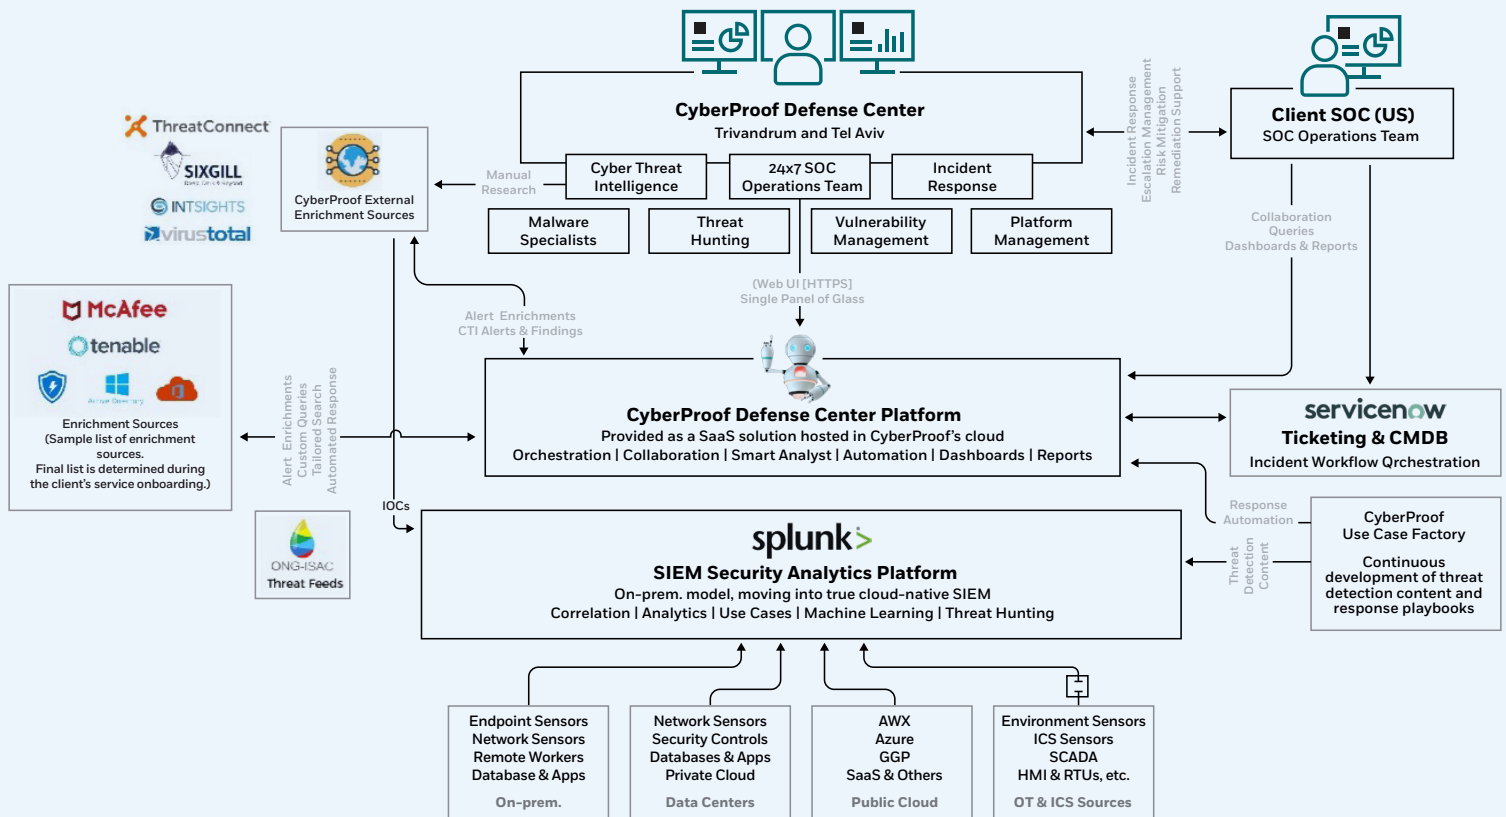 CyberProof Defense Center
Trivandrum and Tel Aviv
Cyber Threat
Intelligence
24x7 SOC
Operations Team
Incident
Response
Malware
Specialists
Threat
Hunting
Vulnerability
Management
Platform
Management
Client SOC (US)
SOC Operations Team
Incident Response
Escalation Management
Risk Mitigation
Remediation Support
ThreatConnect
SIXGILL
INTSIGHTS
virustotal
CyberProof External
Enrichment Sources
Manual
Research
Collaboration
Queries
Dashboards & Reports
(Web UI [HTTPS]
Single Panel of Glass
Alert Enrichments
CTI Alerts & Findings
McAfee
tenable
Active Directory
Enrichment Sources
(Sample list of enrichment
sources.
Final list is determined during
the client's service onboarding.)
Alert Enrichments
Custom Queries
Tailored Search
Automated Response
CyberProof Defense Center Platform
Provided as a SaaS solution hosted in CyberProof's cloud
Orchestration | Collaboration | Smart Analyst | Automation | Dashboards | Reports
servicenow
Ticketing & CMDB
Incident Workflow Qrchestration
IOCs
ONG-ISAC
Threat Feeds
splunk>
SIEM Security Analytics Platform
On-prem. model, moving into true cloud-native SIEM
Correlation | Analytics | Use Cases | Machine Learning | Threat Hunting
Response
Automation
Threat
Detection
Content
CyberProof
Use Case Factory
Continuous
development of threat
detection content and
response playbooks
Endpoint Sensors
Network Sensors
Remote Workers
Database & Apps
On-prem.
Network Sensors
Security Controls
Databases & Apps
Private Cloud
Data Centers
AWX
Azure
GGP
SaaS & Others
Public Cloud
Environment Sensors
ICS Sensors
SCADA
HMI & RTUs, etc.
OT & ICS Sources